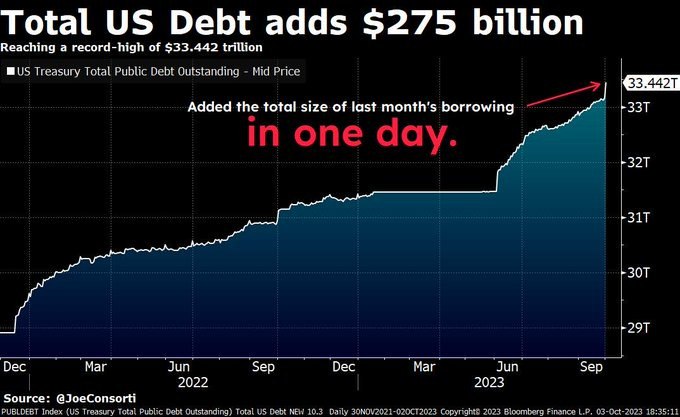 Total US Debt adds $275 billion
Reaching a record-high of $33.442 trillion
US Treasury Total Public Debt Outstanding - Mid Price
33.442T
Added the total size of last month's borrowing
in one day.
33T
32T
31T
30T
29T
Dec Mar Jun Sep Dec Mar Jun Sep
2022 2023
Source: @JoeConsorti
PUBLDEBT Index (US Treasury Total Public Debt Outstanding) Total US Debt NEW 10.3 Daily 30NOV2021-02OCT2023 Copyright© 2023 Bloomberg Finance L.P. 03-Oct-2023 18:35:11